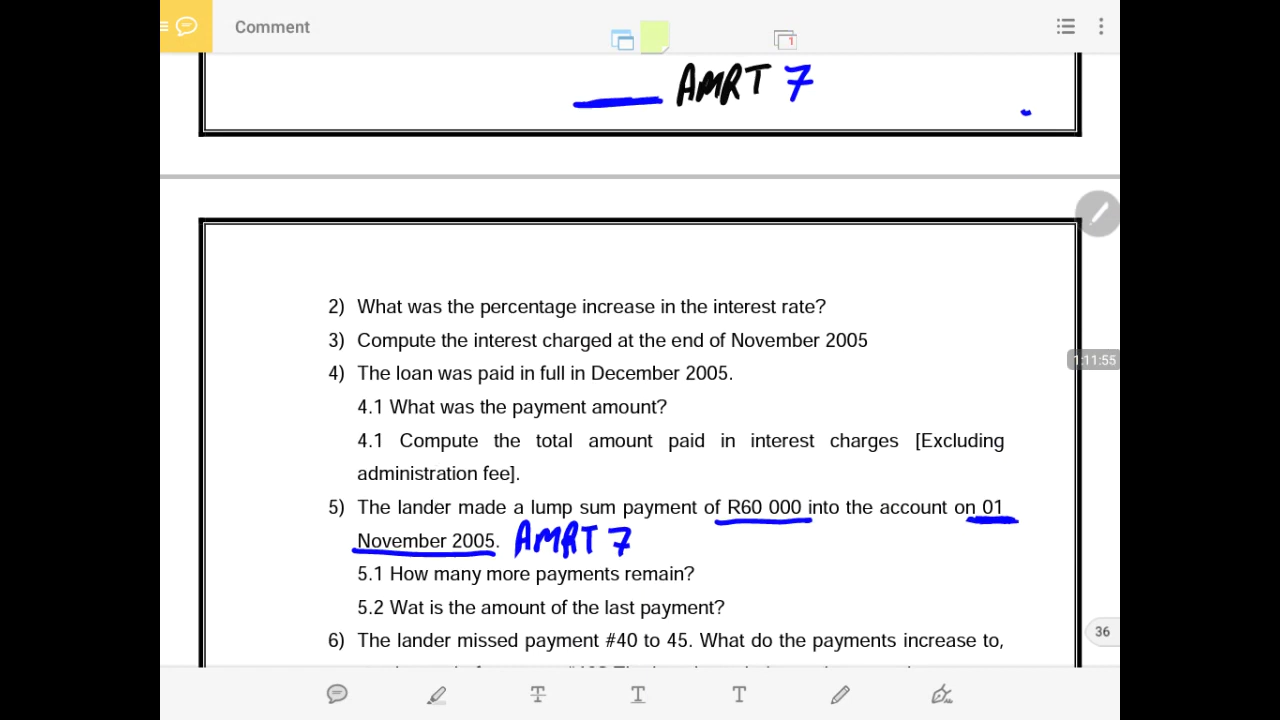 Comment
1
AMRT 7
2) What was the percentage increase in the interest rate?
3) Compute the interest charged at the end of November 2005
1:11:55
4) The loan was paid in full in December 2005.
4.1 What was the payment amount?
4.1 Compute the total amount paid in interest charges [Excluding
administration fee].
5) The lander made a lump sum payment of R60 000 into the account on 01
November 2005. AMRT 7
5.1 How many more payments remain?
5.2 Wat is the amount of the last payment?
36
6) The lander missed payment #40 to 45. What do the payments increase to,